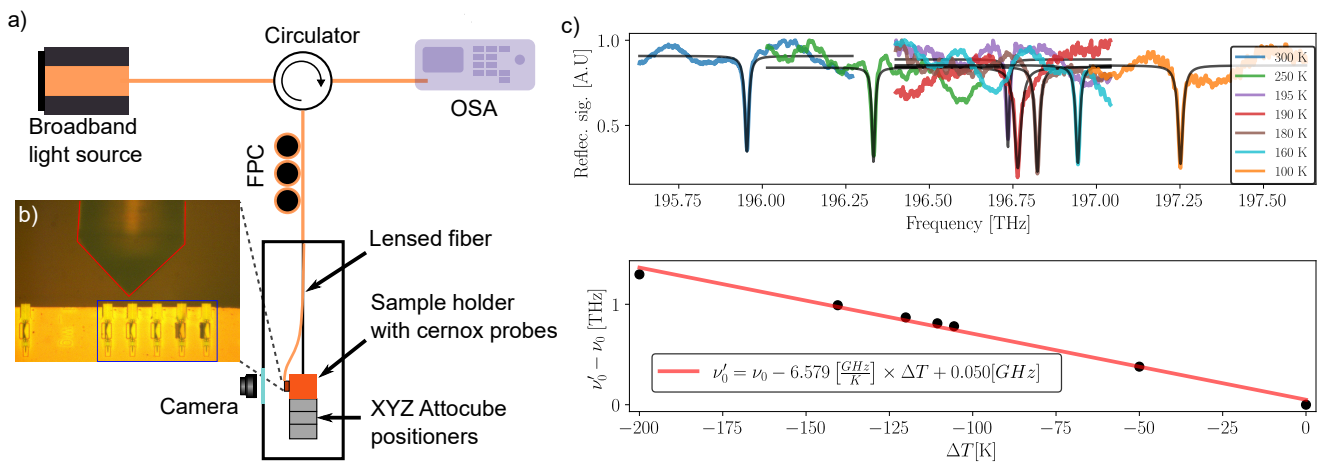 a)
Circulator
OSA
Broadband
light source
FPC
b)
Lensed fiber
Sample holder
with cernox probes
Camera
XYZ Attocube
positioners
c)
Reflec. sig. [A.U]
1.0
0.5
300 K
250 K
195 K
190 K
180 K
160 K
100 K
195.75 196.00 196.25 196.50 196.75 197.00 197.25 197.50
Frequency [THz]
ν₀′ − ν₀ [THz]
1
0
ν₀′ = ν₀ − 6.579 [GHz/K] × ΔT + 0.050[GHz]
−200 −175 −150 −125 −100 −75 −50 −25 0
ΔT[K]